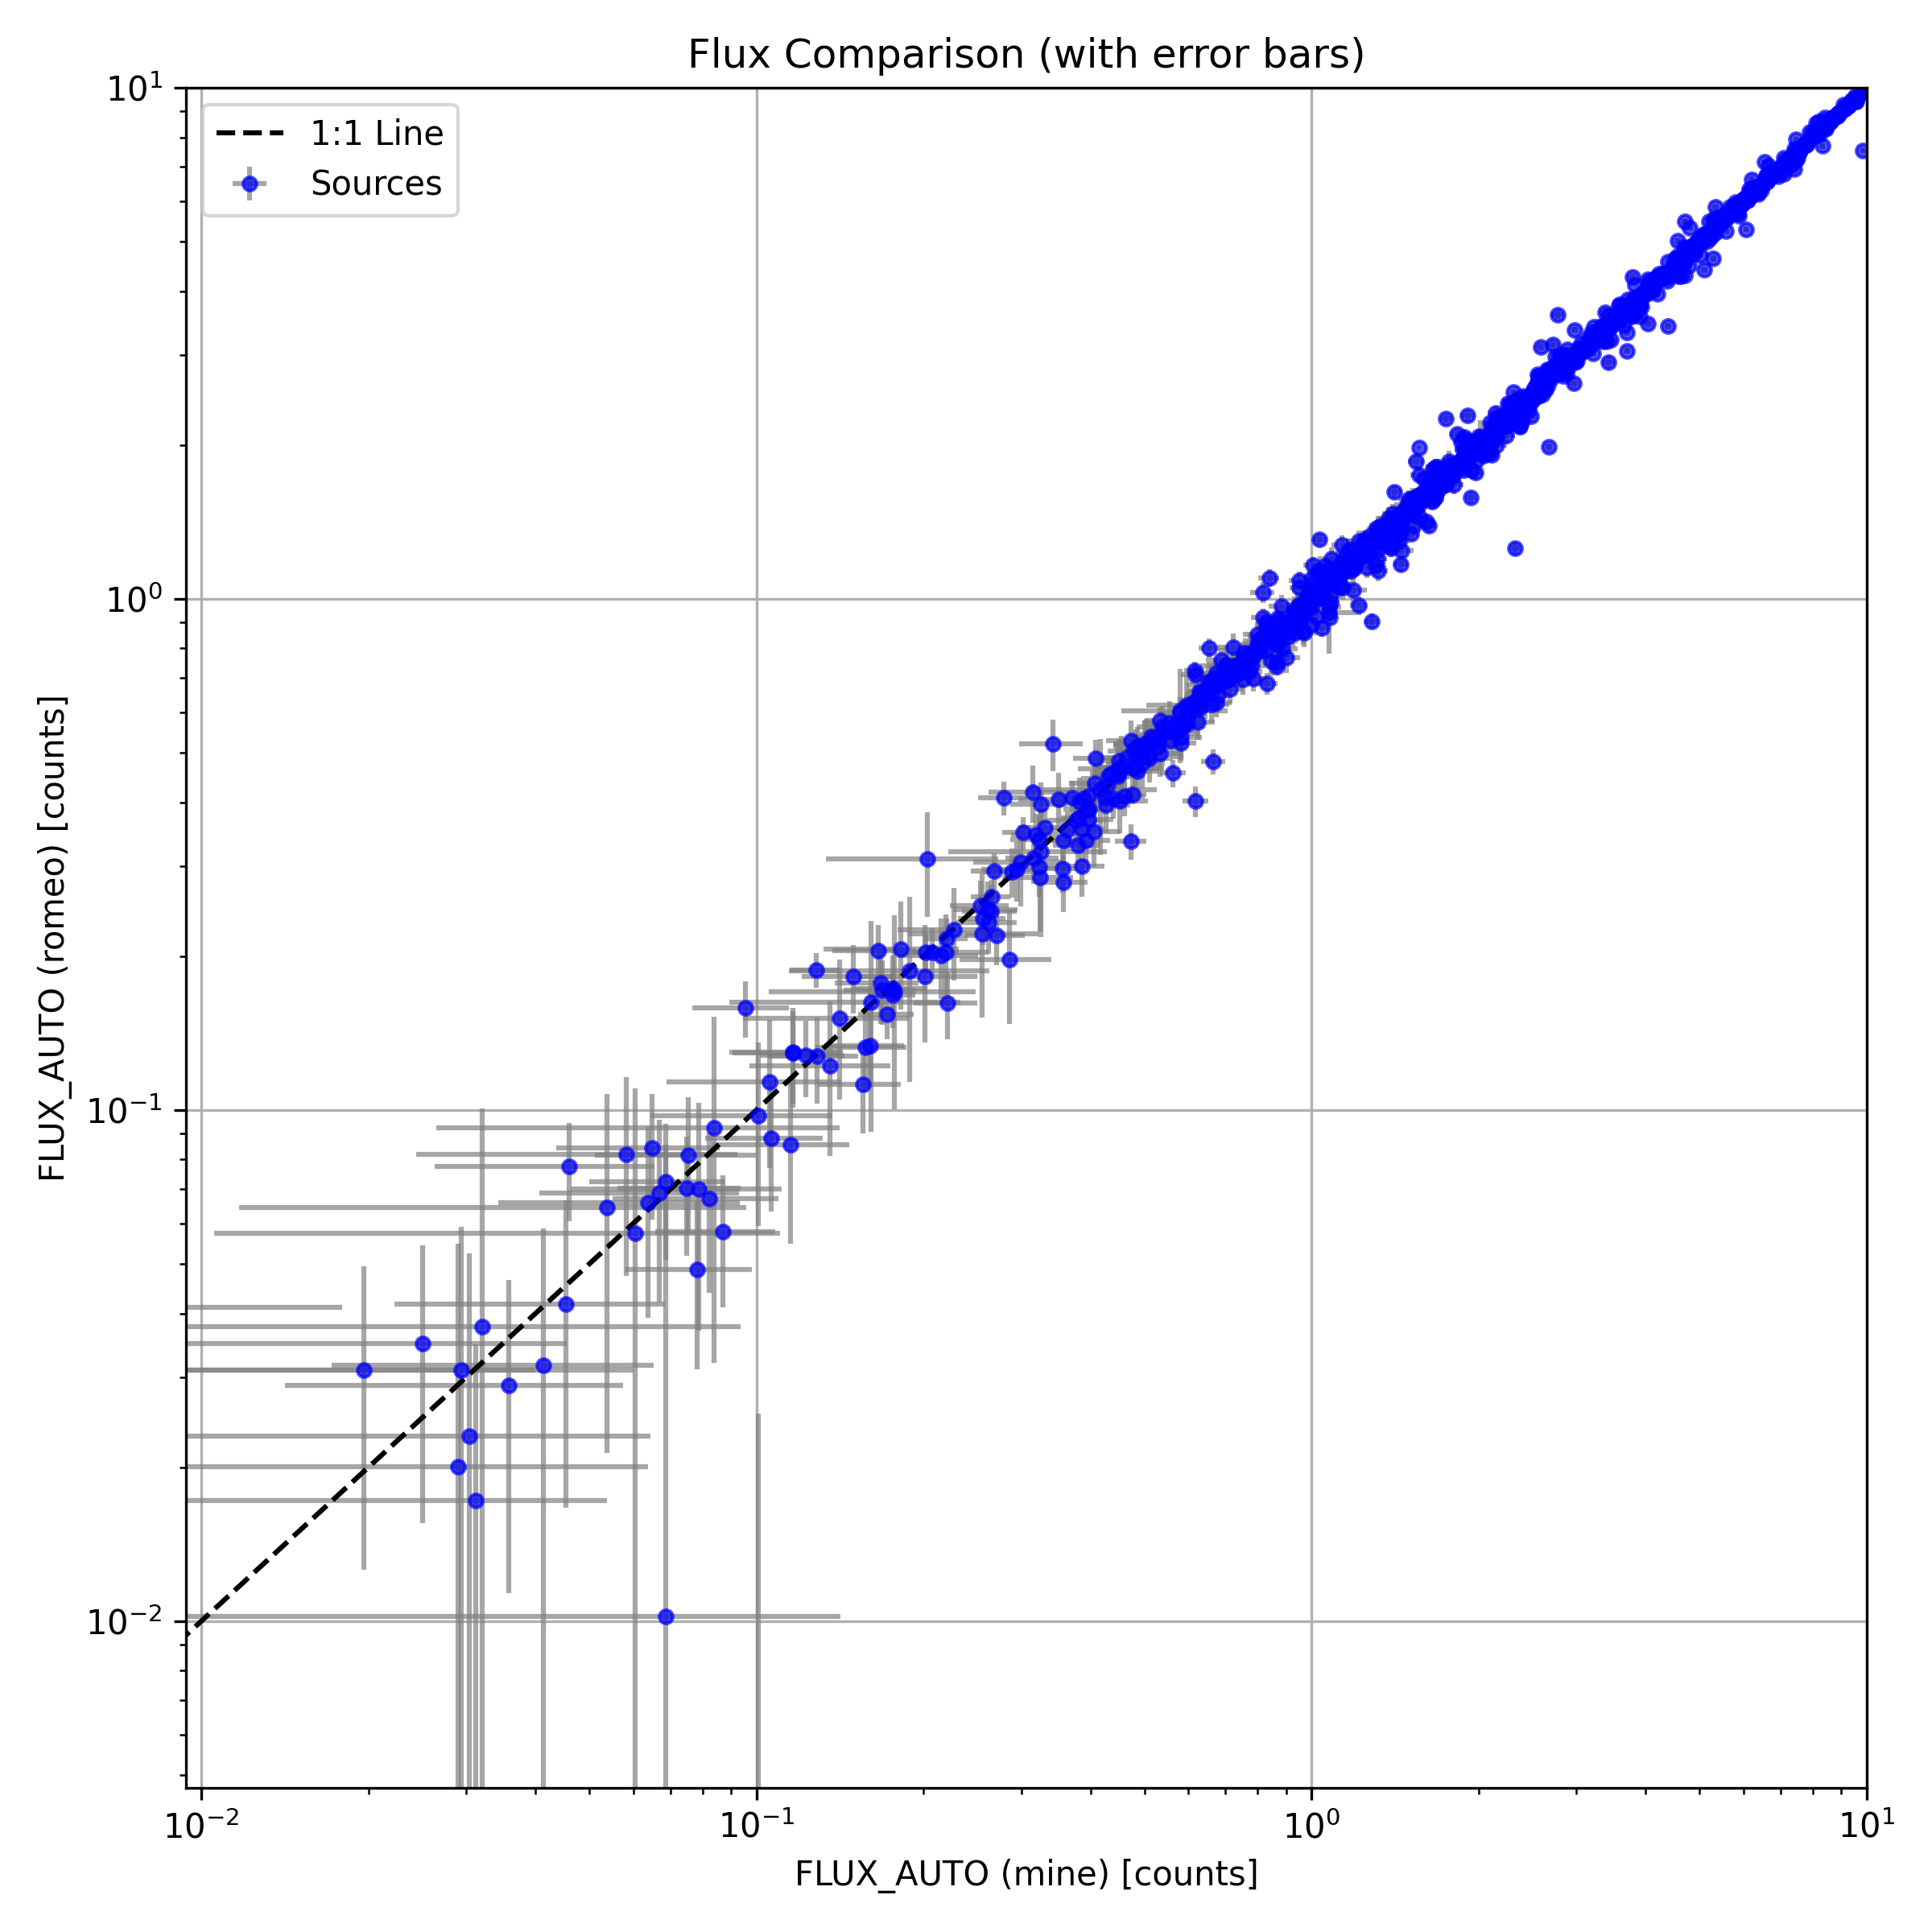 Flux Comparison (with error bars)
1:1 Line
Sources
10¹
10⁰
10⁻¹
10⁻²
FLUX_AUTO (romeo) [counts]
10⁻² 10⁻¹ 10⁰ 10¹
FLUX_AUTO (mine) [counts]